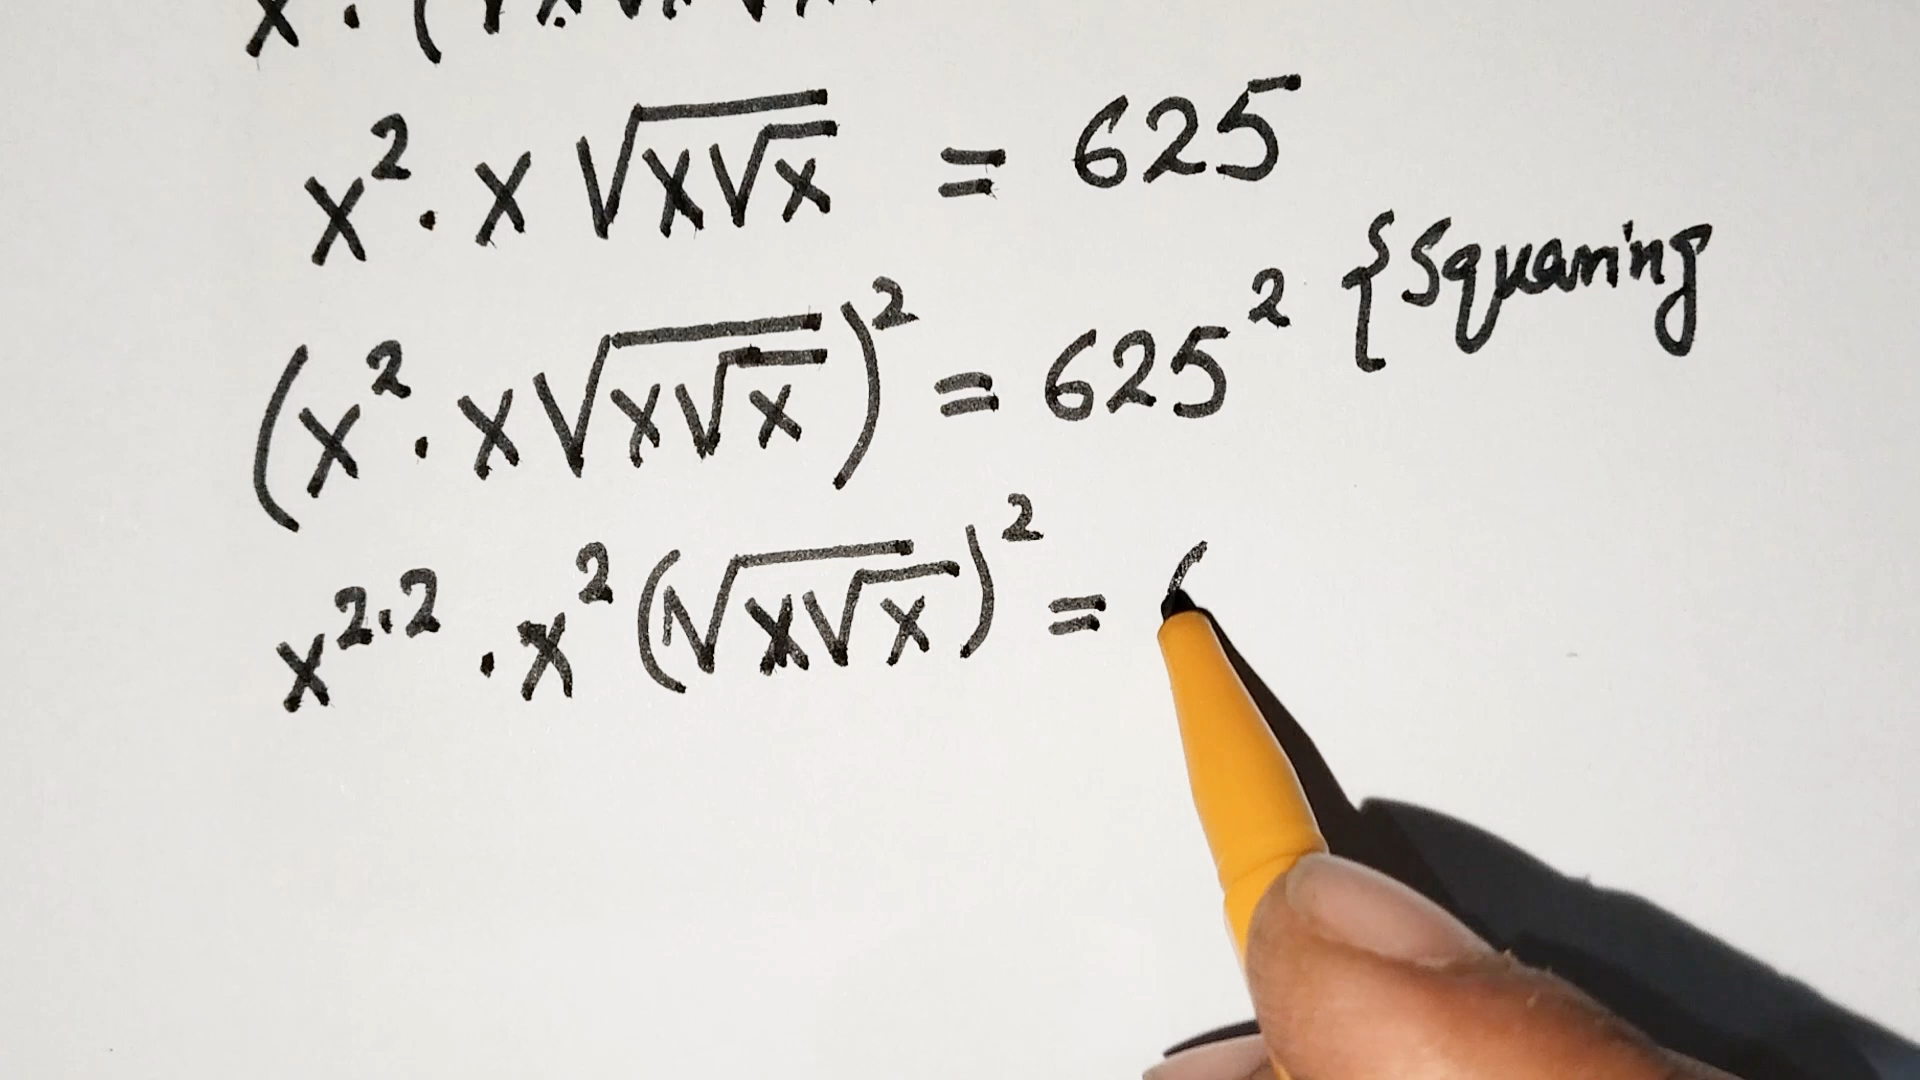 x² · x√(x√x) = 625
(x² · x√(x√x))² = 625² {Squaring
x^2·2 · x² (√(x√x))² =